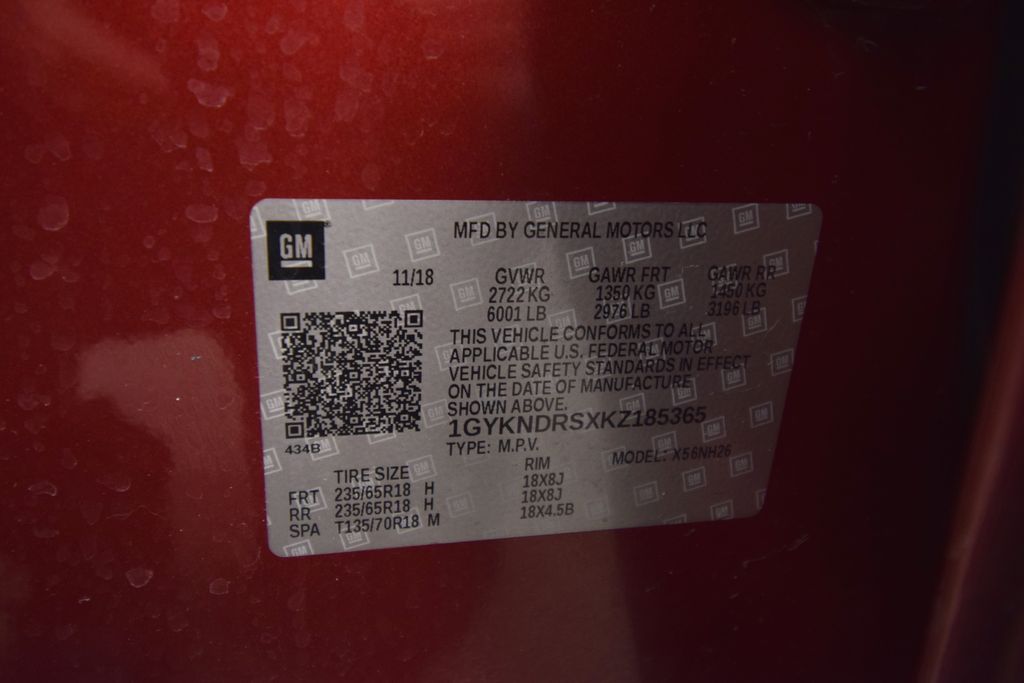 GM
MFD BY GENERAL MOTORS LLC
11/18
GVWR GAWR FRT GAWR RR
2722 KG 1350 KG 1450 KG
6001 LB 2976 LB 3196 LB
THIS VEHICLE CONFORMS TO ALL
APPLICABLE U.S. FEDERAL MOTOR
VEHICLE SAFETY STANDARDS IN EFFECT
ON THE DATE OF MANUFACTURE
SHOWN ABOVE.
1GYKNDRSXKZ185365
434B
TYPE: M.P.V. MODEL: X56NH26
TIRE SIZE RIM
FRT 235/65R18 H 18X8J
RR 235/65R18 H 18X8J
SPA T135/70R18 M 18X4.5B